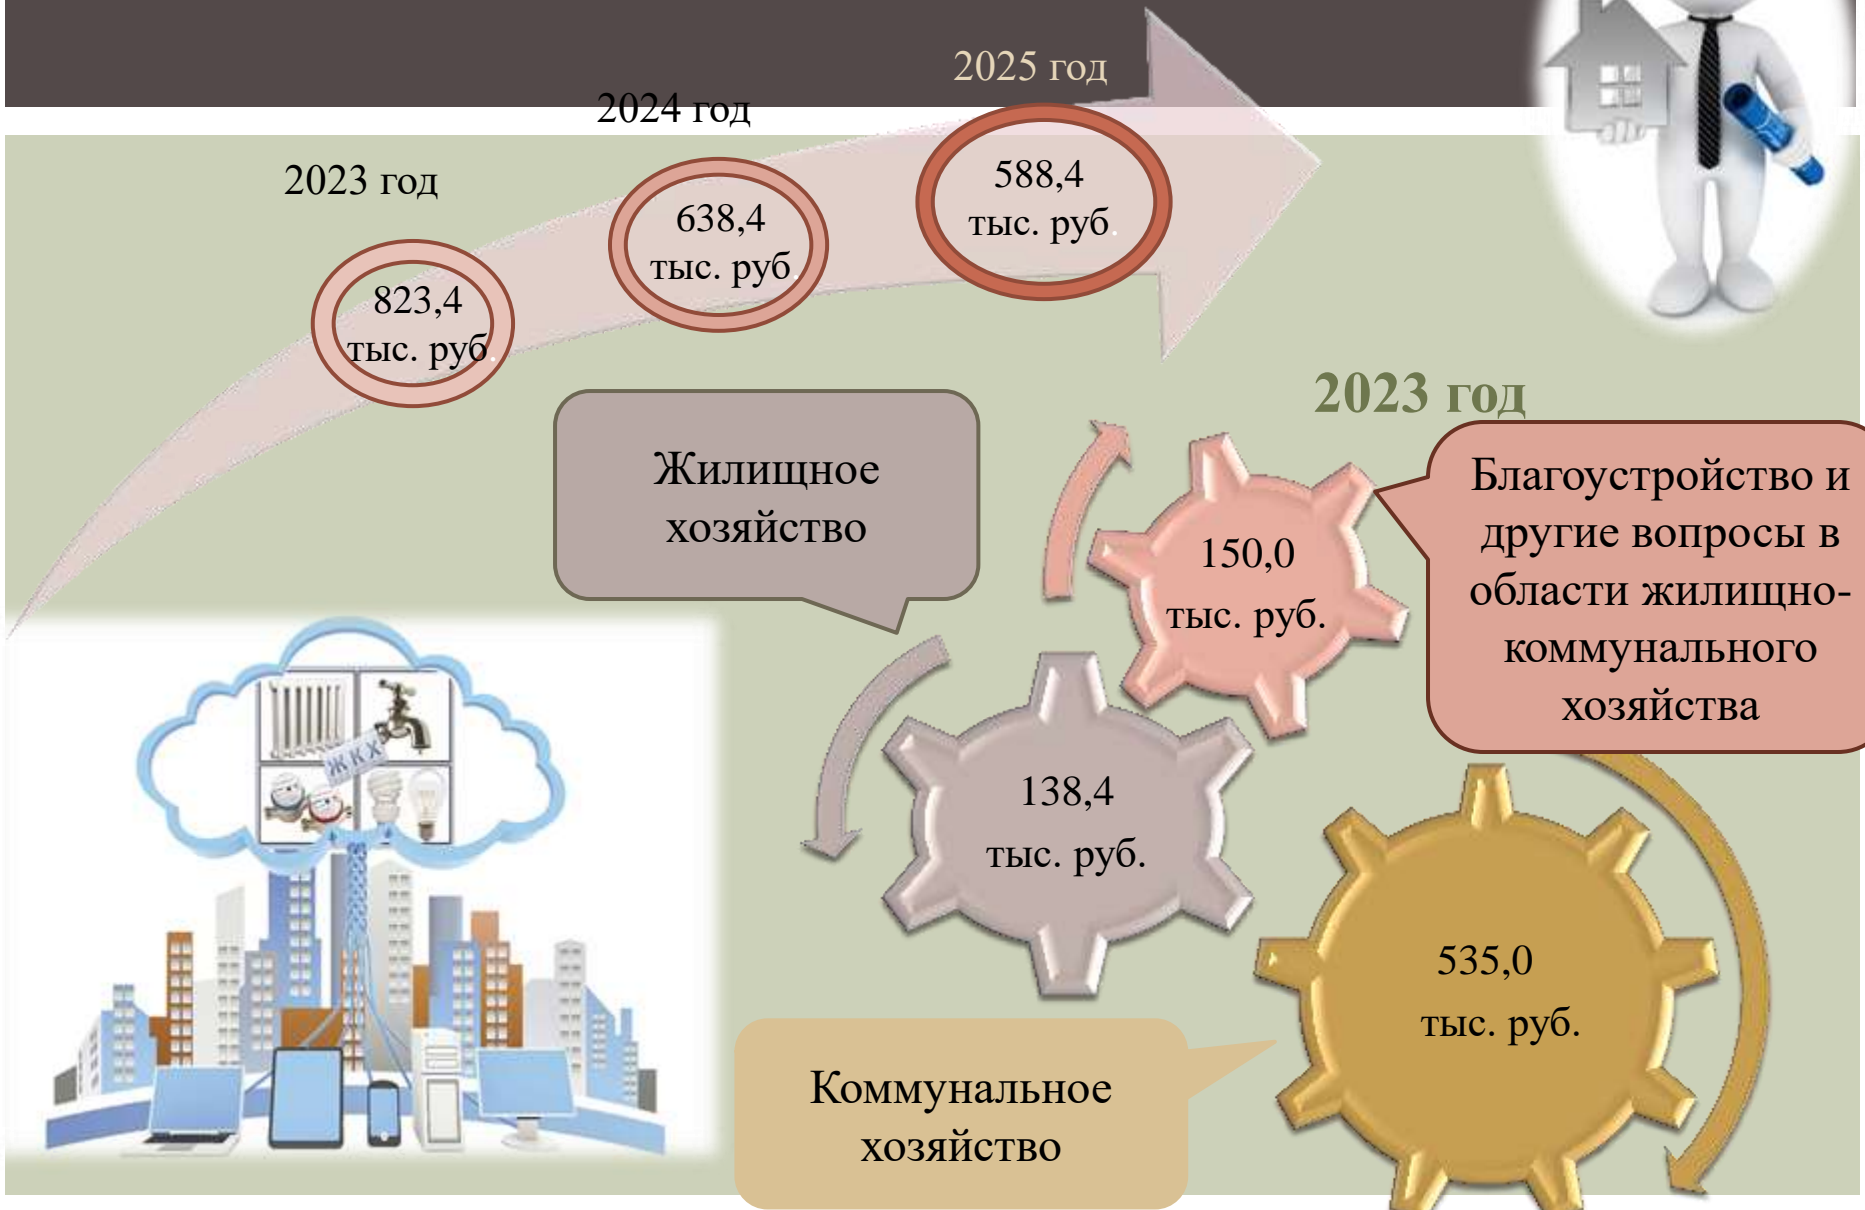 2025 год
2024 год
2023 год
588,4
тыс. руб.
638,4
тыс. руб.
823,4
тыс. руб.
2023 год
Жилищное
хозяйство
Благоустройство и
другие вопросы в
области жилищно-
коммунального
хозяйства
150,0
тыс. руб.
138,4
тыс. руб.
ЖКХ
535,0
тыс. руб.
Коммунальное
хозяйство